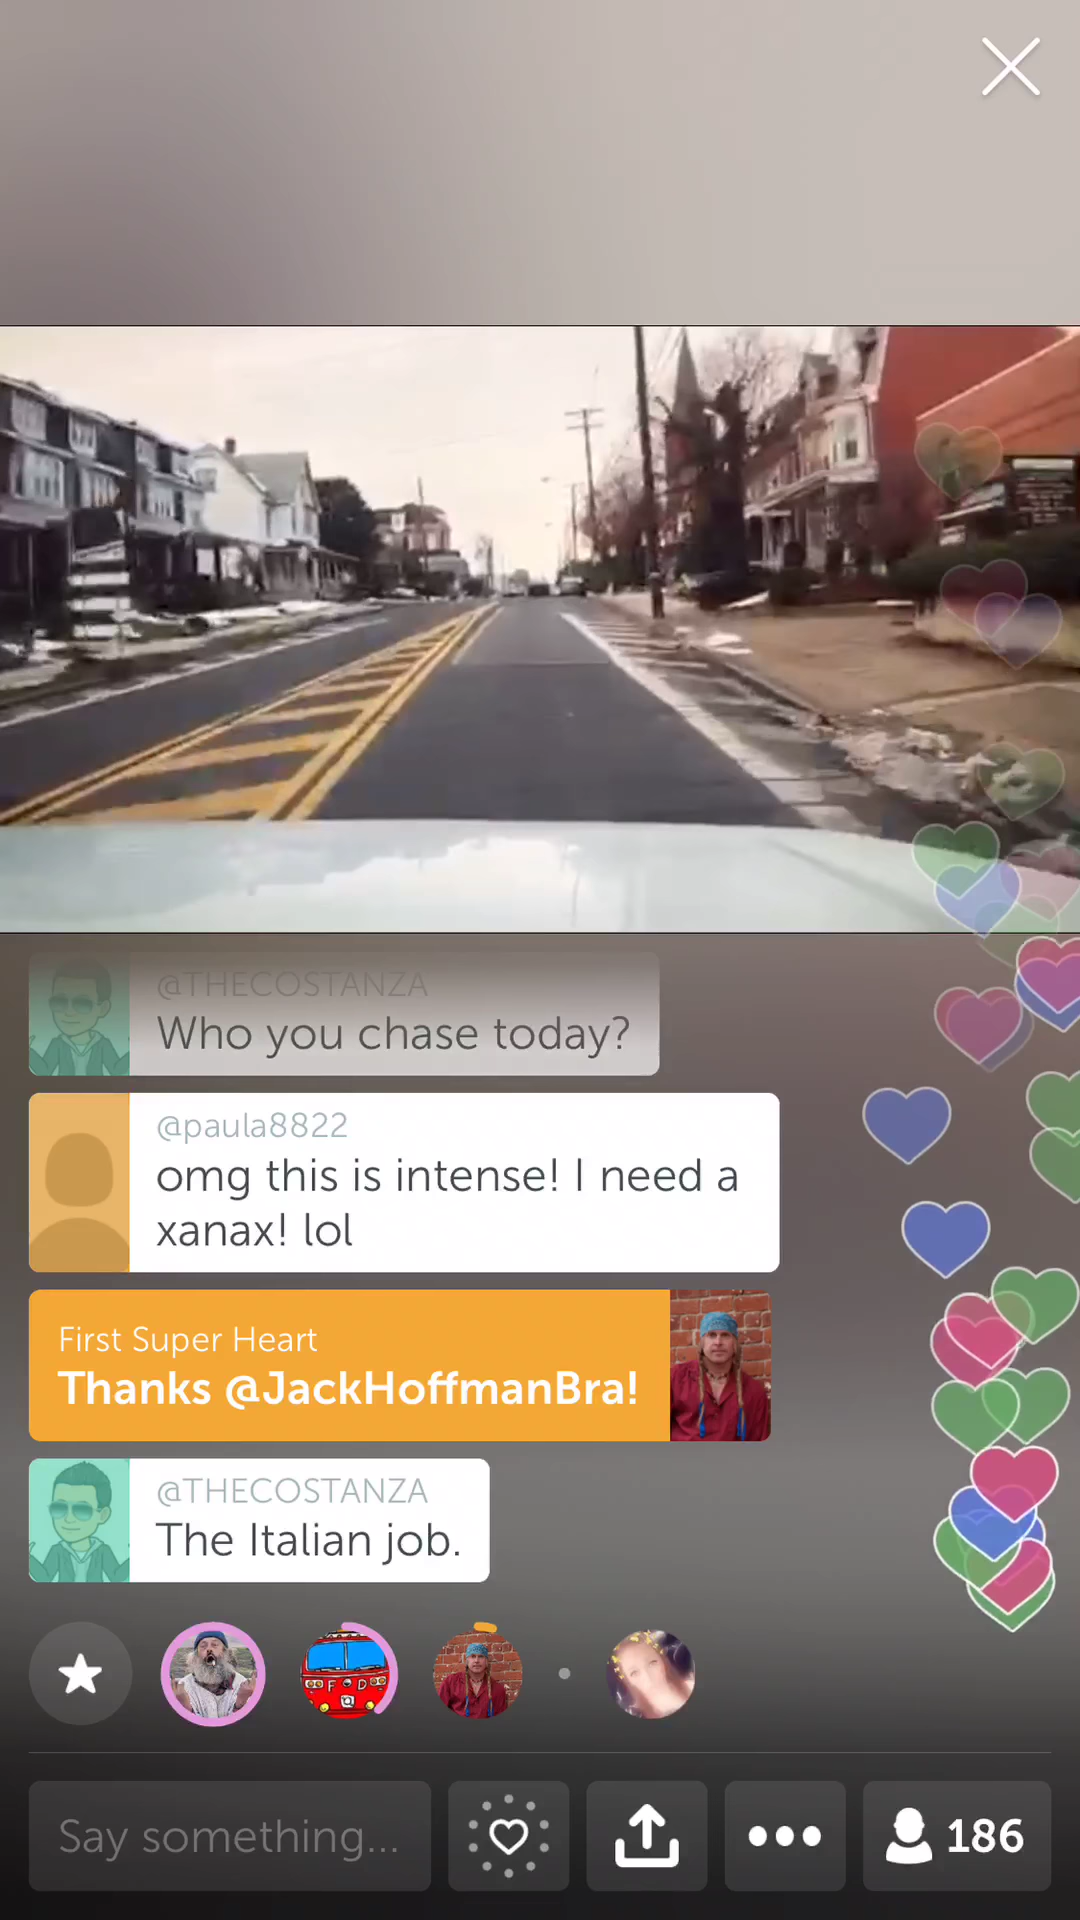 @THECOSTANZA
Who you chase today?
@paula8822
omg this is intense! I need a
xanax! lol
First Super Heart
Thanks @JackHoffmanBra!
@THECOSTANZA
The Italian job.
F D
Say something...
186